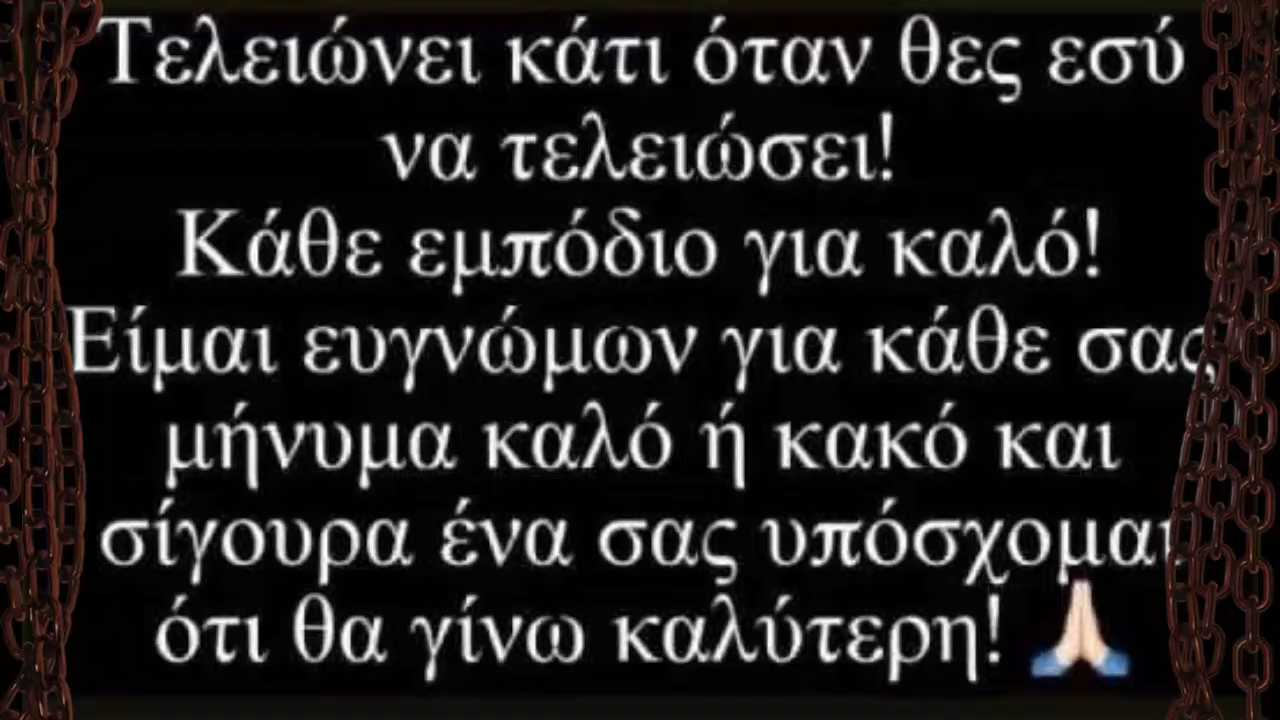 Τελειώνει κάτι όταν θες εσύ
να τελειώσει!
Κάθε εμπόδιο για καλό!
Είμαι ευγνώμων για κάθε σας
μήνυμα καλό ή κακό και
σίγουρα ένα σας υπόσχομαι
ότι θα γίνω καλύτερη! 🙏🏻